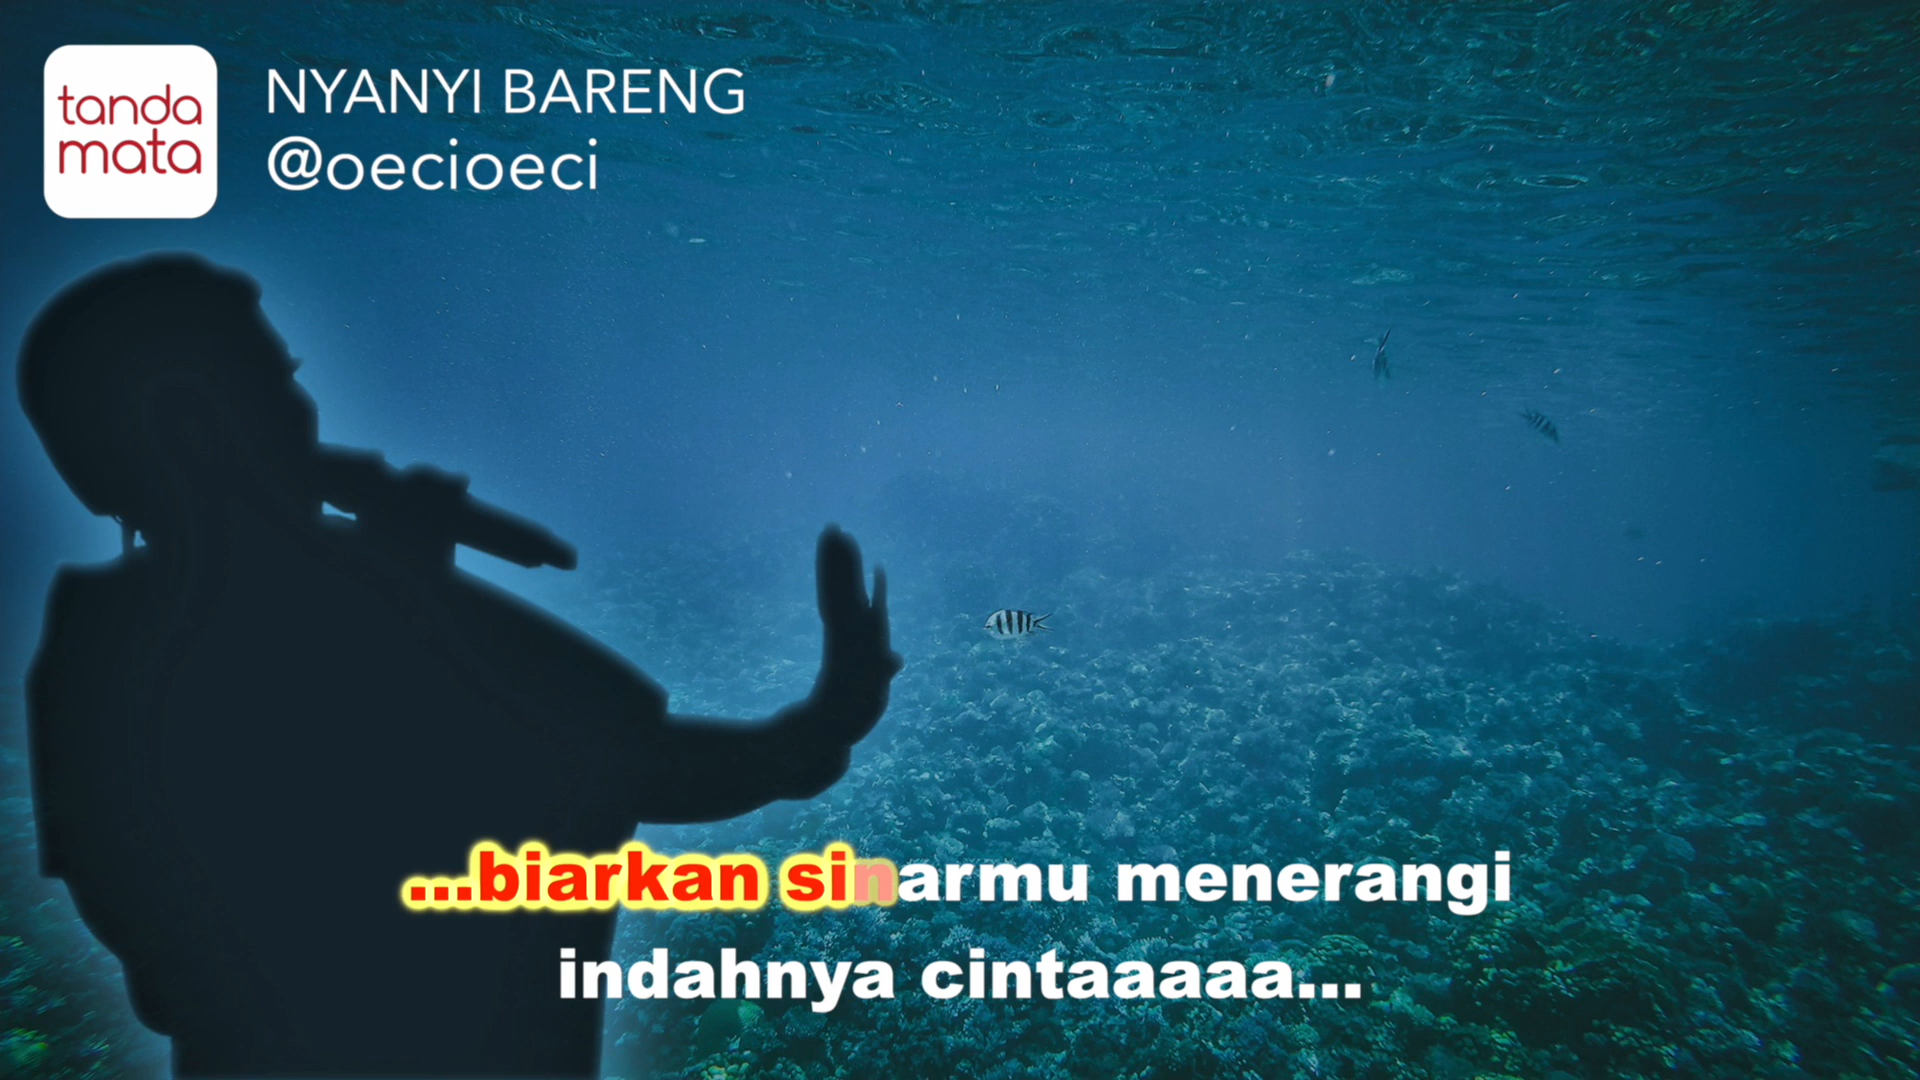 tanda
mata
NYANYI BARENG
@oecioeci
...biarkan sinarmu menerangi
indahnya cintaaaaa...